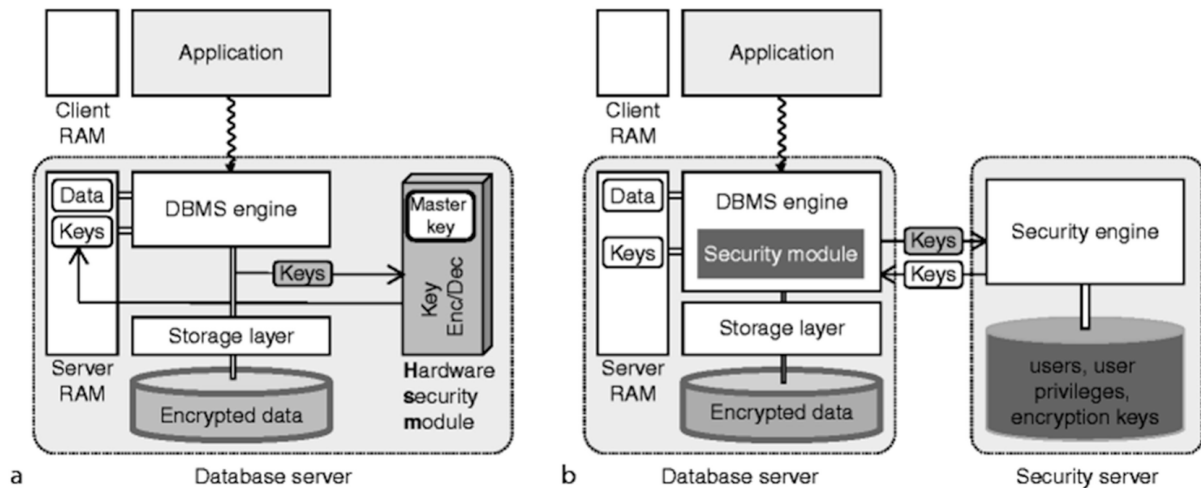 Application
Client
RAM
Data
Keys
DBMS engine
Master
key
Keys
Key
Enc/Dec
Storage layer
Server
RAM
Encrypted data
Hardware
security
module
a
Database server
Application
Client
RAM
Data
Keys
DBMS engine
Security module
Keys
Keys
Security engine
Storage layer
Server
RAM
Encrypted data
users, user
privileges,
encryption keys
b
Database server
Security server